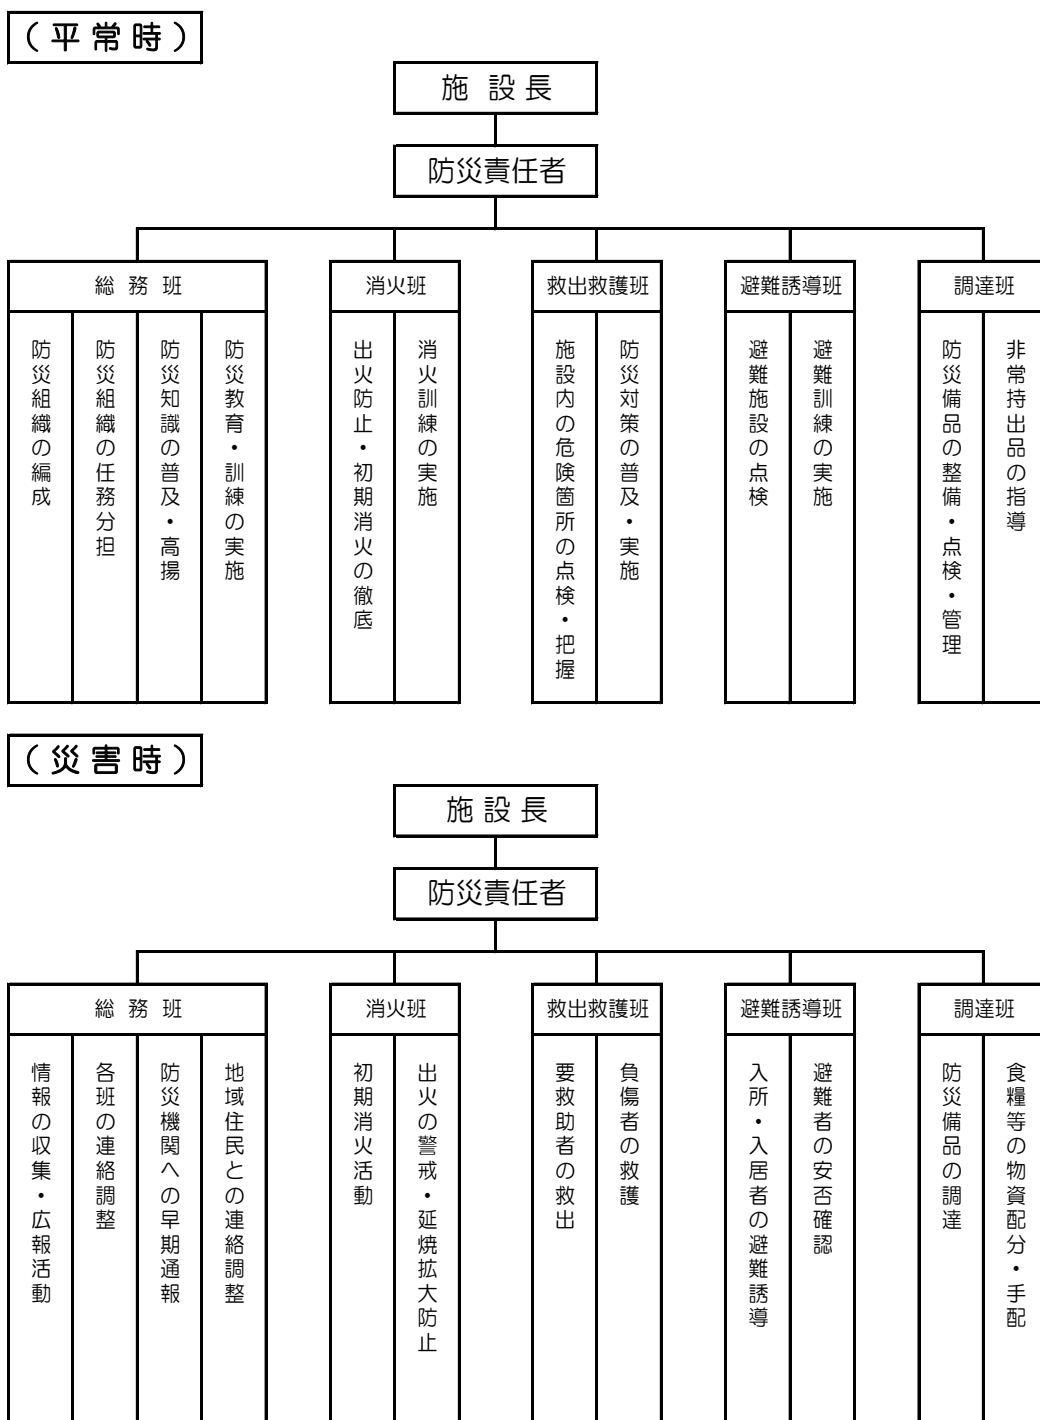 （平常時）
施設長
防災責任者
総務班
防災組織の編成
防災組織の任務分担
防災知識の普及・高揚
防災教育・訓練の実施
消火班
出火防止・初期消火の徹底
消火訓練の実施
救出救護班
施設内の危険箇所の点検・把握
防災対策の普及・実施
避難誘導班
避難施設の点検
避難訓練の実施
調達班
防災備品の整備・点検・管理
非常持出品の指導
（災害時）
施設長
防災責任者
総務班
情報の収集・広報活動
各班の連絡調整
防災機関への早期通報
地域住民との連絡調整
消火班
初期消火活動
出火の警戒・延焼拡大防止
救出救護班
要救助者の救出
負傷者の救護
避難誘導班
入所・入居者の避難誘導
避難者の安否確認
調達班
防災備品の調達
食糧等の物資配分・手配